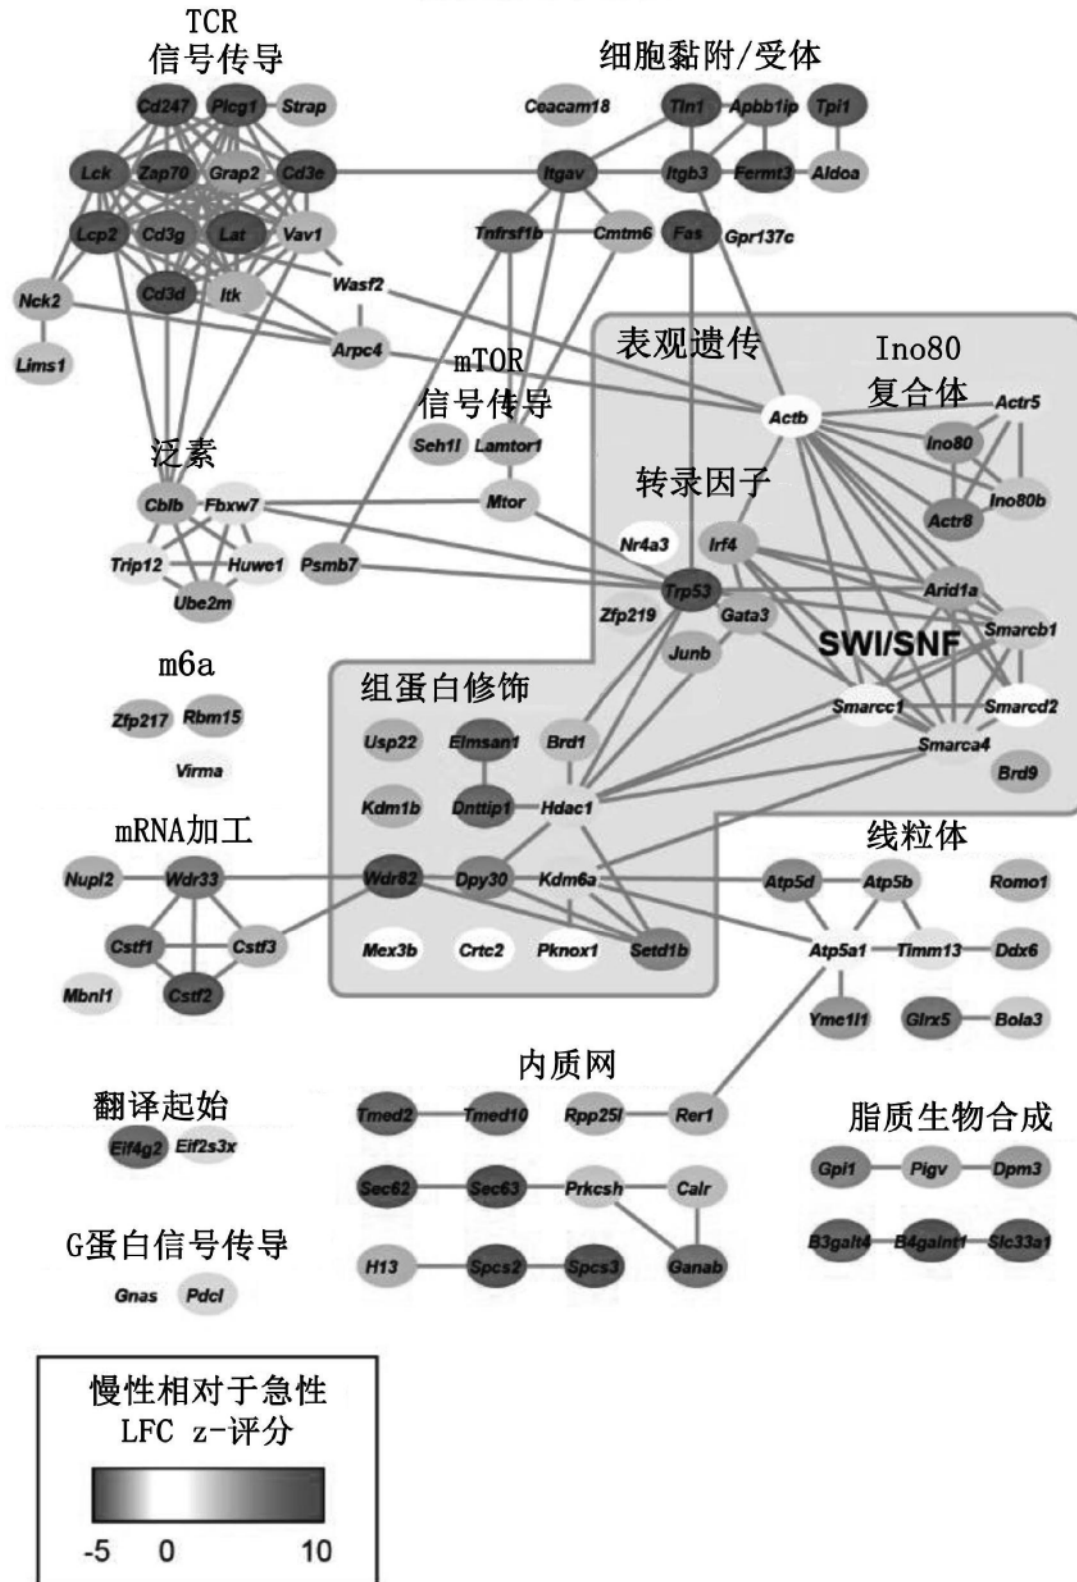 TCR
信号传导
细胞黏附/受体
Cd247 Plcg1 Strap
Ceacam18 Tln1 Apbb1ip Tpi1
Lck Zap70 Grap2 Cd3e
Itgav Itgb3 Fermt3 Aldoa
Lcp2 Cd3g Lat Vav1
Tnfrsf1b Cmtm6 Fas Gpr137c
Nck2 Cd3d Itk Wasf2
Lims1 Arpc4
表观遗传
Ino80
复合体
mTOR
信号传导
Actb Actr5
Seh1l Lamtor1
Ino80
泛素
转录因子
Cblb Fbxw7 Mtor
Ino80b
Actr8
Nr4a3 Irf4
Trip12 Huwe1 Psmb7
Trp53 Arid1a
Ube2m
Zfp219 Gata3 Smarcb1
SWI/SNF
Junb
m6a
组蛋白修饰
Zfp217 Rbm15
Smarcc1 Smarcd2
Usp22 Elmsan1 Brd1
Smarca4
Virma
Brd9
Kdm1b Dnttip1 Hdac1
mRNA加工
线粒体
Nupl2 Wdr33 Wdr82 Dpy30 Kdm6a
Atp5d Atp5b Romo1
Cstf1 Cstf3
Mex3b Crtc2 Pknox1 Setd1b
Atp5a1 Timm13 Ddx6
Mbnl1 Cstf2
Yme1l1 Glrx5 Bola3
内质网
翻译起始
脂质生物合成
Tmed2 Tmed10 Rpp25l Rer1
Eif4g2 Eif2s3x
Gpi1 Pigv Dpm3
Sec62 Sec63 Prkcsh Calr
G蛋白信号传导
B3galt4 B4galnt1 Slc33a1
H13 Spcs2 Spcs3 Ganab
Gnas Pdcl
慢性相对于急性
LFC z-评分
-5 0 10